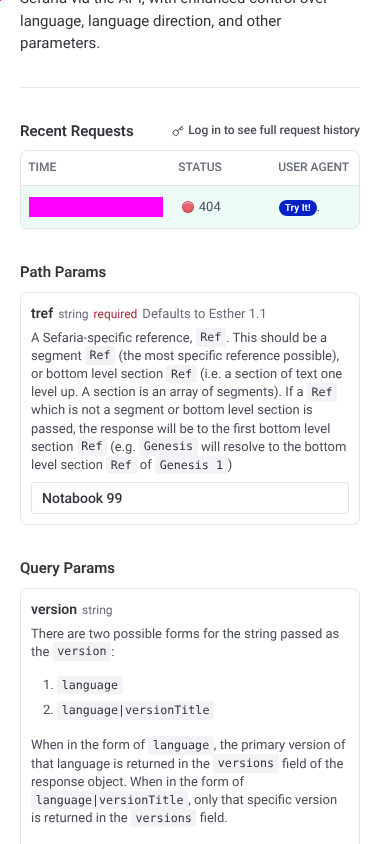 Sefaria via the API, with enhanced control over
language, language direction, and other
parameters.
Recent Requests
Log in to see full request history
TIME STATUS USER AGENT
404 Try It!.
Path Params
tref string required Defaults to Esther 1.1
A Sefaria-specific reference, Ref . This should be a
segment Ref (the most specific reference possible),
or bottom level section Ref (i.e. a section of text one
level up. A section is an array of segments). If a Ref
which is not a segment or bottom level section is
passed, the response will be to the first bottom level
section Ref (e.g. Genesis will resolve to the bottom
level section Ref of Genesis 1 )
Notabook 99
Query Params
version string
There are two possible forms for the string passed as
the version :
1. language
2. language|versionTitle
When in the form of language , the primary version of
that language is returned in the versions field of the
response object. When in the form of
language|versionTitle , only that specific version
is returned in the versions field.